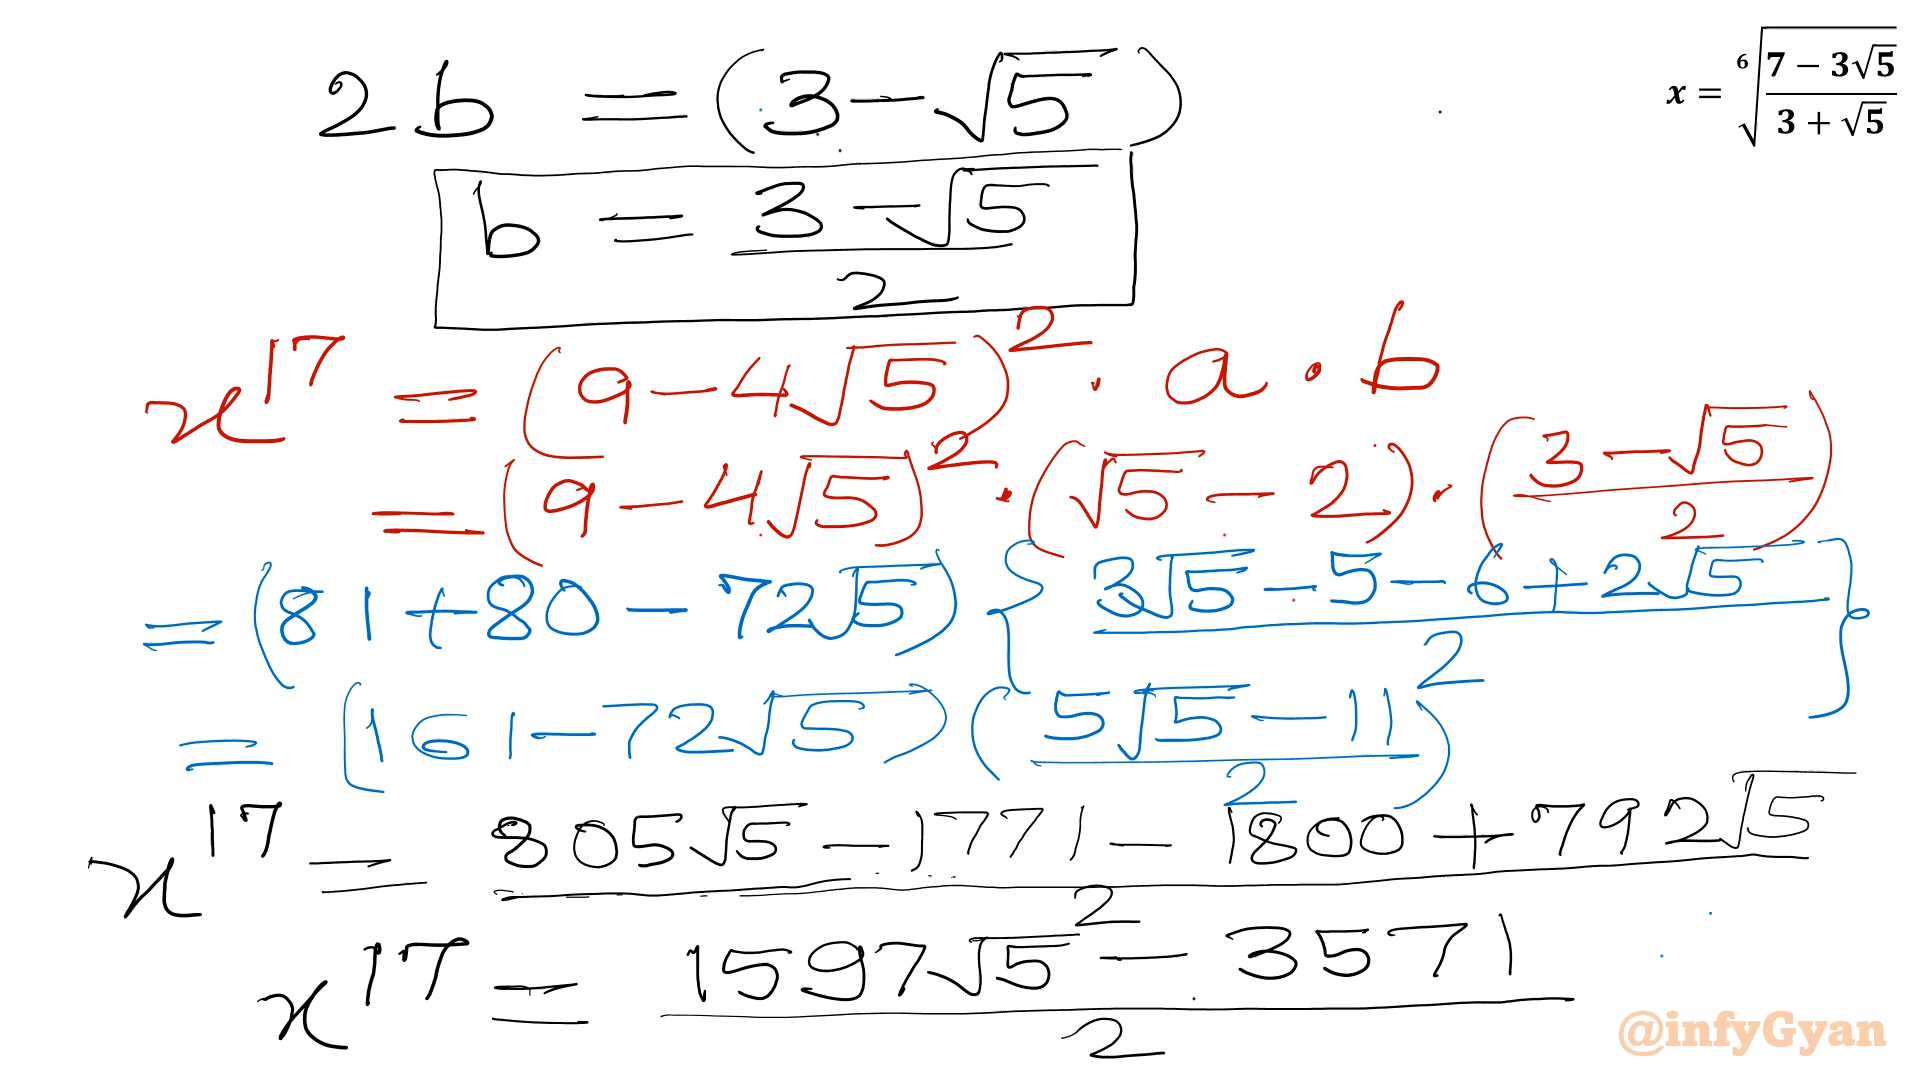 2b = (3 − √5)
x = ⁶√((7 − 3√5)/(3 + √5))
b = (3 − √5)/2
x¹⁷ = (9 − 4√5)² · a · b
= (9 − 4√5)² · (√5 − 2) · ((3 − √5)/2)
= (81 + 80 − 72√5) {(3√5 − 5 − 6 + 2√5)/2}
= (161 − 72√5) ((5√5 − 11)/2)
x¹⁷ = (805√5 − 1771 − 1800 + 792√5)/2
x¹⁷ = (1597√5 − 3571)/2
@infyGyan